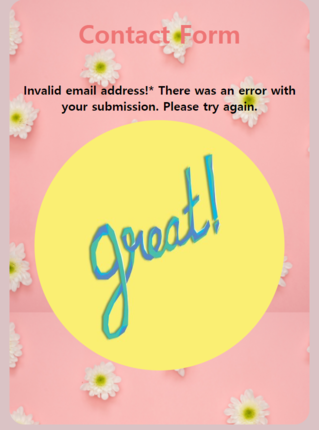 Contact Form
Invalid email address!* There was an error with
your submission. Please try again.
great!